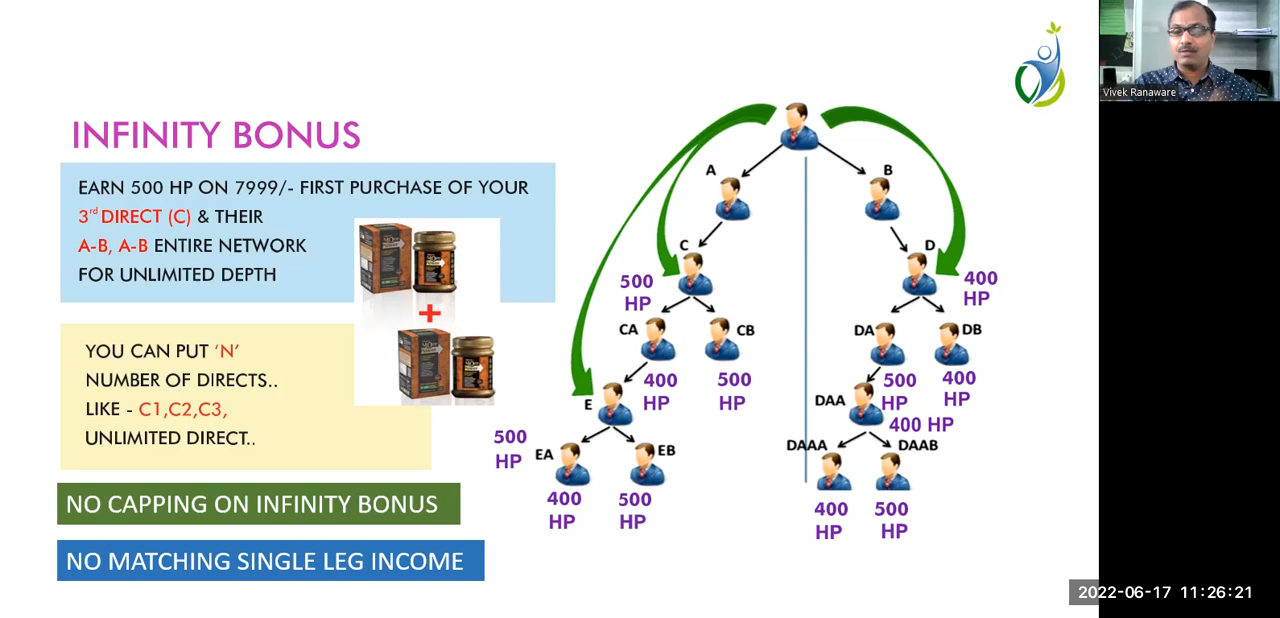 INFINITY BONUS
EARN 500 HP ON 7999/- FIRST PURCHASE OF YOUR
3rd DIRECT (C) & THEIR
A-B, A-B ENTIRE NETWORK
FOR UNLIMITED DEPTH
+
YOU CAN PUT ‘N’
NUMBER OF DIRECTS..
LIKE - C1,C2,C3,
UNLIMITED DIRECT..
NO CAPPING ON INFINITY BONUS
NO MATCHING SINGLE LEG INCOME
A
B
C
D
500
HP
400
HP
CA
CB
DA
DB
400
HP
500
HP
500
HP
400
HP
E
DAA
400 HP
500
HP
EA
EB
DAAA
DAAB
400
HP
500
HP
400
HP
500
HP
Vivek Ranaware
2022-06-17 11:26:21